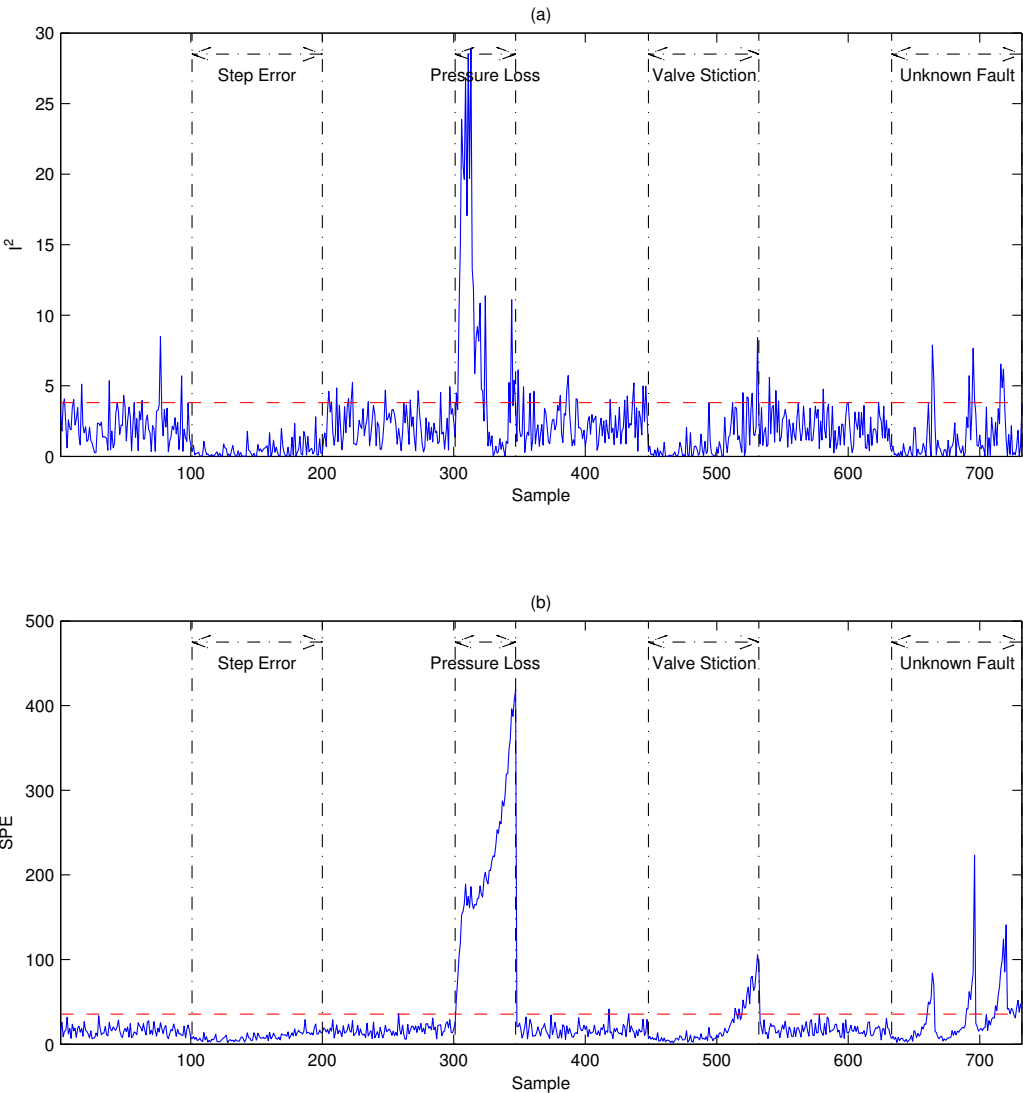 (a)
30
25
20
15
10
5
0
I²
Step Error
Pressure Loss
Valve Stiction
Unknown Fault
100 200 300 400 500 600 700
Sample
(b)
500
400
300
200
100
0
SPE
Step Error
Pressure Loss
Valve Stiction
Unknown Fault
100 200 300 400 500 600 700
Sample